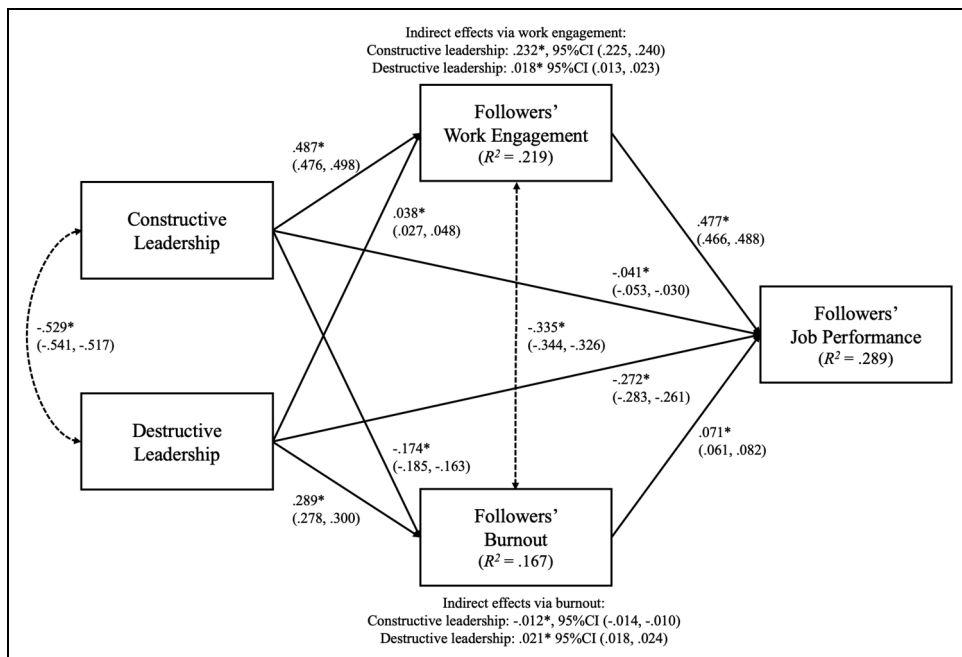 Indirect effects via work engagement:
Constructive leadership: .232*, 95%CI (.225, .240)
Destructive leadership: .018* 95%CI (.013, .023)
Followers’
Work Engagement
(R² = .219)
.487*
(.476, .498)
.038*
(.027, .048)
.477*
(.466, .488)
Constructive
Leadership
-.041*
(-.053, -.030)
-.529*
(-.541, -.517)
-.335*
(-.344, -.326)
Followers’
Job Performance
(R² = .289)
-.272*
(-.283, -.261)
Destructive
Leadership
-.174*
(-.185, -.163)
.071*
(.061, .082)
.289*
(.278, .300)
Followers’
Burnout
(R² = .167)
Indirect effects via burnout:
Constructive leadership: -.012*, 95%CI (-.014, -.010)
Destructive leadership: .021* 95%CI (.018, .024)